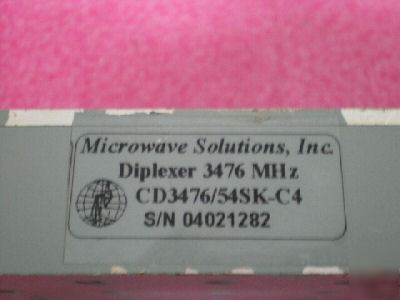 Microwave Solutions, Inc.
Diplexer 3476 MHz
CD3476/54SK-C4
S/N 04021282